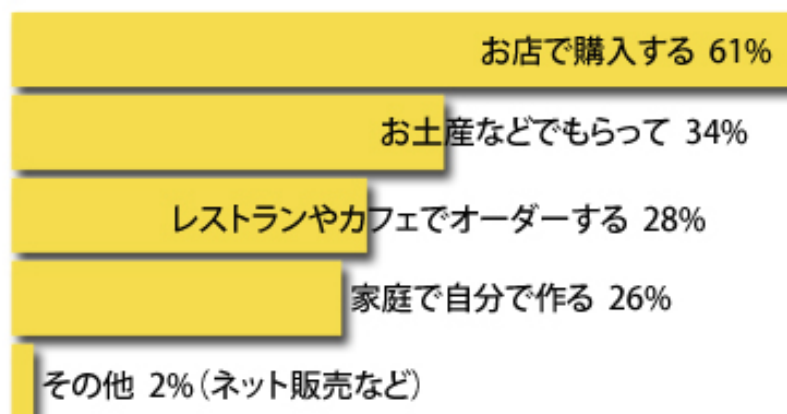 お店で購入する 61%
お土産などでもらって 34%
レストランやカフェでオーダーする 28%
家庭で自分で作る 26%
その他 2%(ネット販売など)